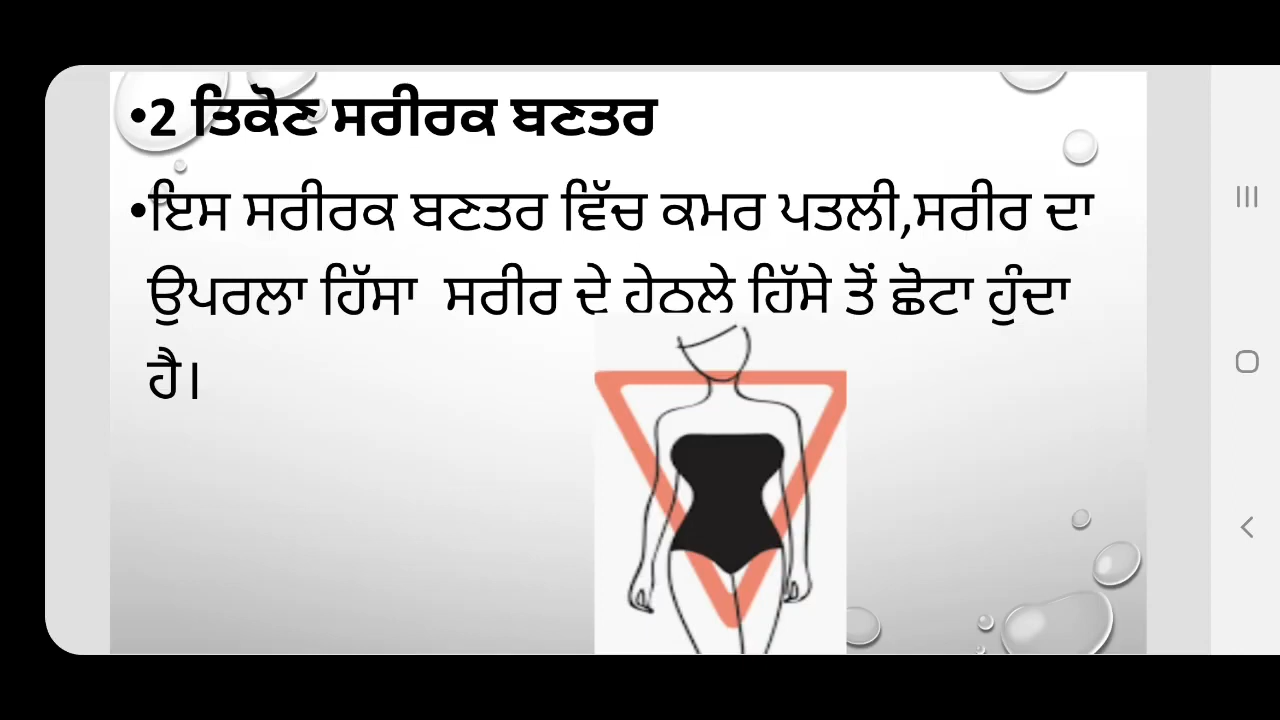 •2 ਤਿਕੋਣ ਸਰੀਰਕ ਬਣਤਰ
•ਇਸ ਸਰੀਰਕ ਬਣਤਰ ਵਿੱਚ ਕਮਰ ਪਤਲੀ,ਸਰੀਰ ਦਾ
ਉਪਰਲਾ ਹਿੱਸਾ ਸਰੀਰ ਦੇ ਹੇਠਲੇ ਹਿੱਸੇ ਤੋਂ ਛੋਟਾ ਹੁੰਦਾ
ਹੈ।